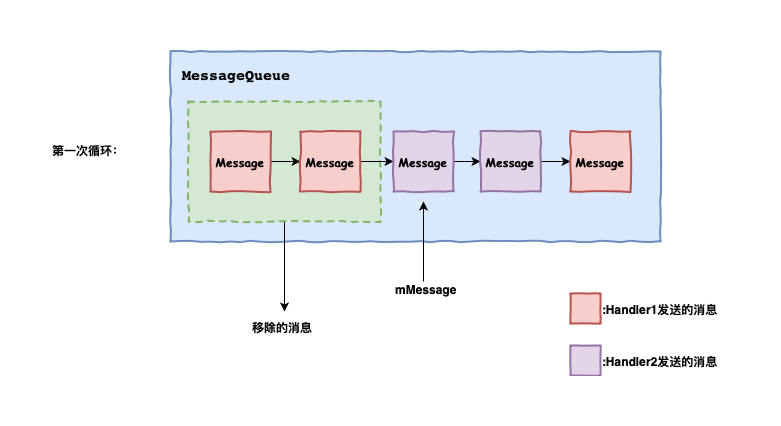 MessageQueue
第一次循环：
Message
Message
Message
Message
Message
mMessage
移除的消息
:Handler1发送的消息
:Handler2发送的消息